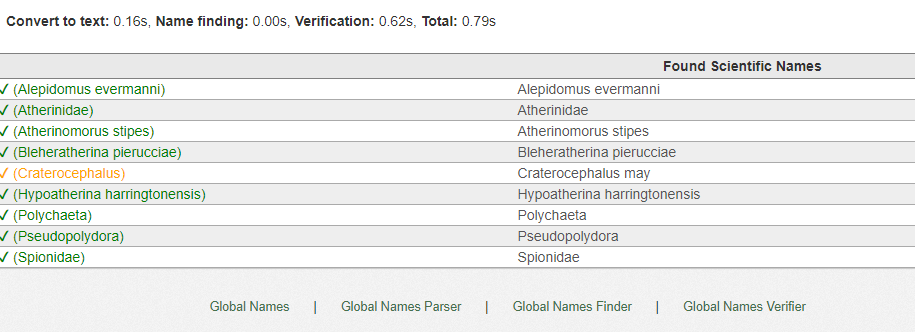 Convert to text: 0.16s, Name finding: 0.00s, Verification: 0.62s, Total: 0.79s
Found Scientific Names
✓ (Alepidomus evermanni) Alepidomus evermanni
✓ (Atherinidae) Atherinidae
✓ (Atherinomorus stipes) Atherinomorus stipes
✓ (Bleheratherina pierucciae) Bleheratherina pierucciae
✓ (Craterocephalus) Craterocephalus may
✓ (Hypoatherina harringtonensis) Hypoatherina harringtonensis
✓ (Polychaeta) Polychaeta
✓ (Pseudopolydora) Pseudopolydora
✓ (Spionidae) Spionidae
Global Names | Global Names Parser | Global Names Finder | Global Names Verifier